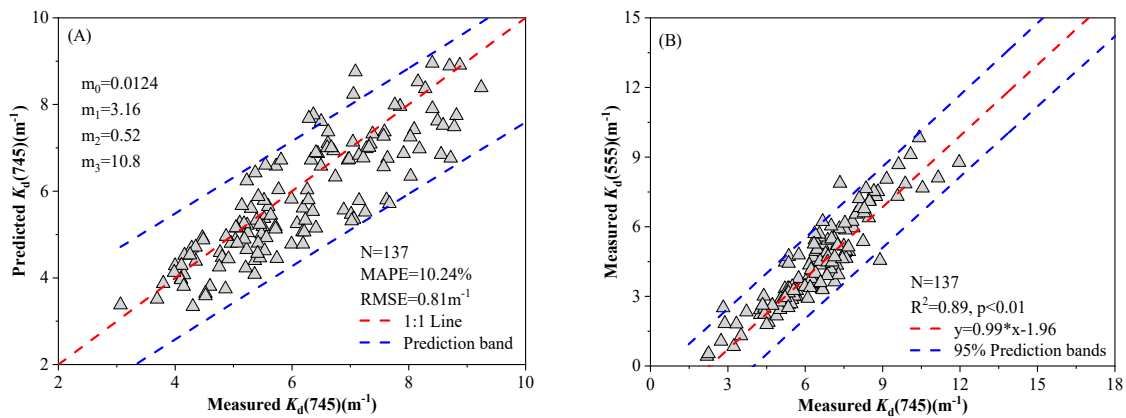 (A)
m0=0.0124
m1=3.16
m2=0.52
m3=10.8
N=137
MAPE=10.24%
RMSE=0.81m-1
1:1 Line
Prediction band
Predicted Kd(745)(m-1)
10
8
6
4
2
2 4 6 8 10
Measured Kd(745)(m-1)
(B)
N=137
R2=0.89, p<0.01
y=0.99*x-1.96
95% Prediction bands
Measured Kd(555)(m-1)
15
12
9
6
3
0
0 3 6 9 12 15 18
Measured Kd(745)(m-1)